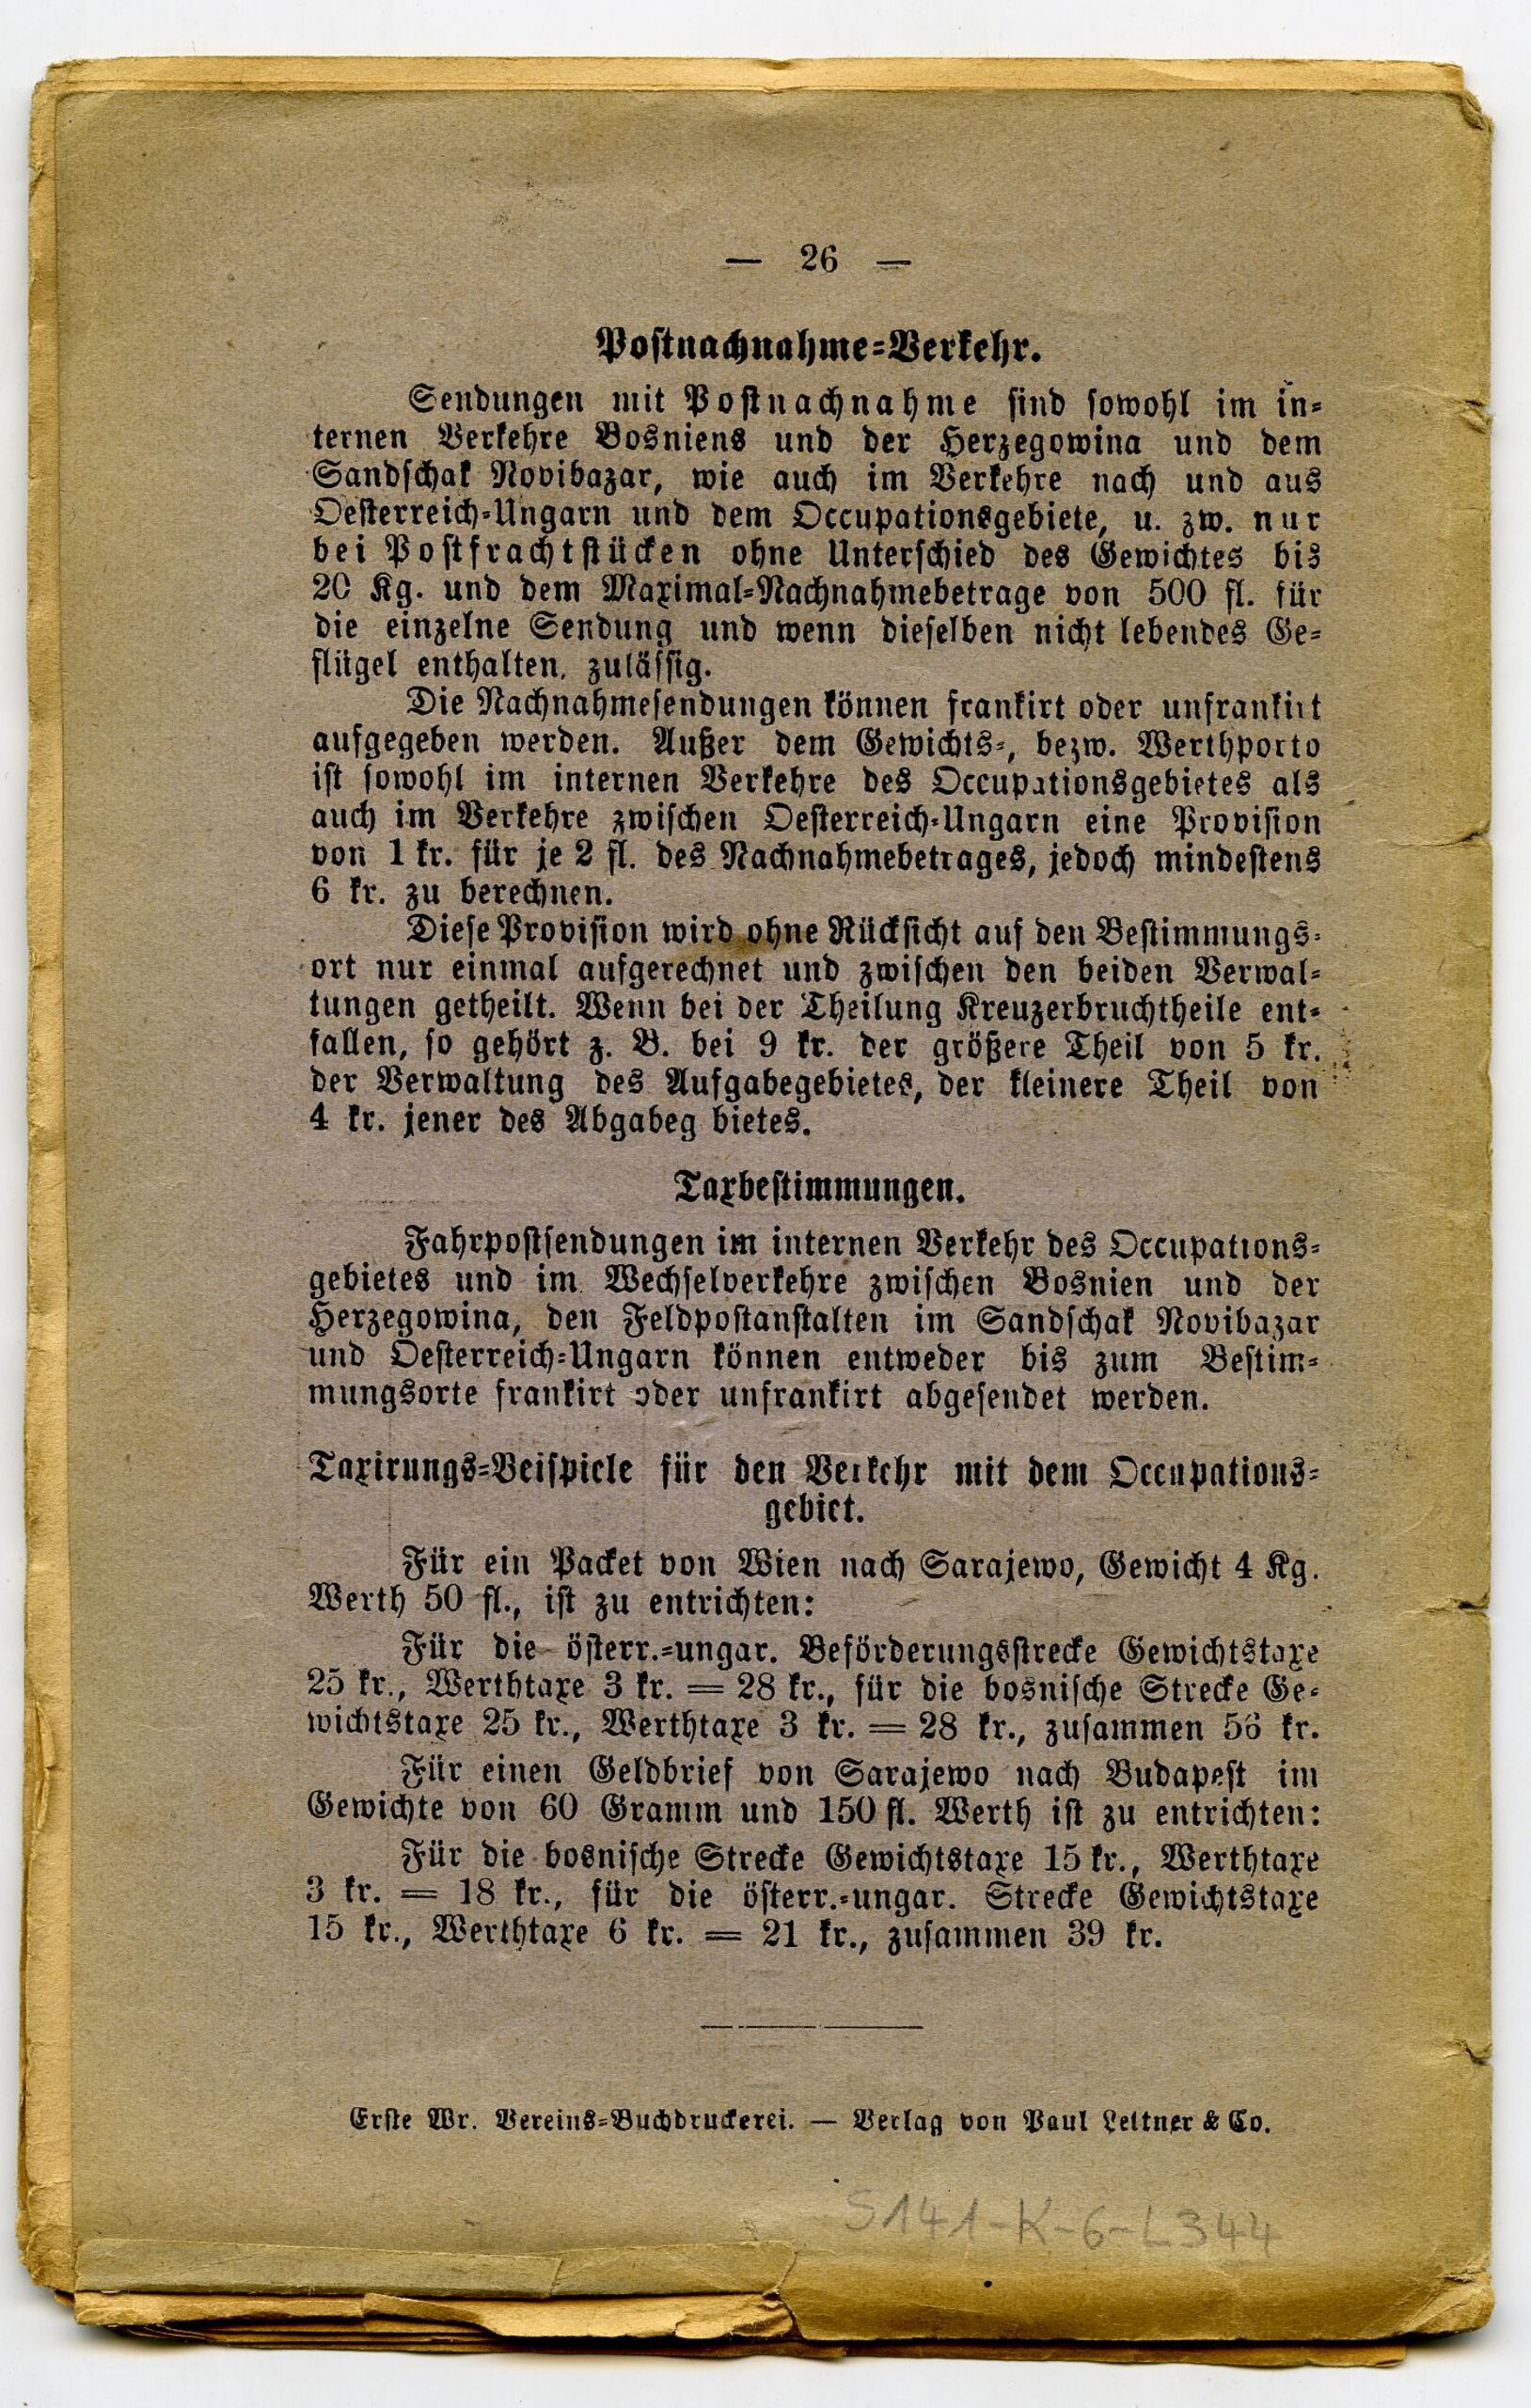 — 26 —
Postnachnahme-Verkehr.
Sendungen mit Postnachnahme sind sowohl im in-
ternen Verkehre Bosniens und der Herzegowina und dem
Sandschak Novibazar, wie auch im Verkehre nach und aus
Oesterreich-Ungarn und dem Occupationsgebiete, u. zw. nur
bei Postfrachtstücken ohne Unterschied des Gewichtes bis
20 Kg. und dem Maximal-Nachnahmebetrage von 500 fl. für
die einzelne Sendung und wenn dieselben nicht lebendes Ge-
flügel enthalten, zulässig.
Die Nachnahmesendungen können frankirt oder unfrankirt
aufgegeben werden. Außer dem Gewichts-, bezw. Werthporto
ist sowohl im internen Verkehre des Occupationsgebietes als
auch im Verkehre zwischen Oesterreich-Ungarn eine Provision
von 1 kr. für je 2 fl. des Nachnahmebetrages, jedoch mindestens
6 kr. zu berechnen.
Diese Provision wird ohne Rücksicht auf den Bestimmungs-
ort nur einmal aufgerechnet und zwischen den beiden Verwal-
tungen getheilt. Wenn bei der Theilung Kreuzerbruchtheile ent-
fallen, so gehört z. B. bei 9 kr. der größere Theil von 5 kr.
der Verwaltung des Aufgabegebietes, der kleinere Theil von
4 kr. jener des Abgabeg bietes.
Taxbestimmungen.
Fahrpostsendungen im internen Verkehr des Occupations-
gebietes und im Wechselverkehre zwischen Bosnien und der
Herzegowina, den Feldpostanstalten im Sandschak Novibazar
und Oesterreich-Ungarn können entweder bis zum Bestim-
mungsorte frankirt oder unfrankirt abgesendet werden.
Taxirungs-Beispiele für den Verkehr mit dem Occupations-
gebiet.
Für ein Packet von Wien nach Sarajewo, Gewicht 4 Kg.
Werth 50 fl., ist zu entrichten:
Für die österr.-ungar. Beförderungsstrecke Gewichtstaxe
25 kr., Werthtaxe 3 kr. = 28 kr., für die bosnische Strecke Ge-
wichtstaxe 25 kr., Werthtaxe 3 kr. = 28 kr., zusammen 56 kr.
Für einen Geldbrief von Sarajewo nach Budapest im
Gewichte von 60 Gramm und 150 fl. Werth ist zu entrichten:
Für die bosnische Strecke Gewichtstaxe 15 kr., Werthtaxe
3 kr. = 18 kr., für die österr.-ungar. Strecke Gewichtstaxe
15 kr., Werthtaxe 6 kr. = 21 kr., zusammen 39 kr.
Erste Wr. Vereins-Buchdruckerei. — Verlag von Paul Leitner & Co.
S141-K-6-L344